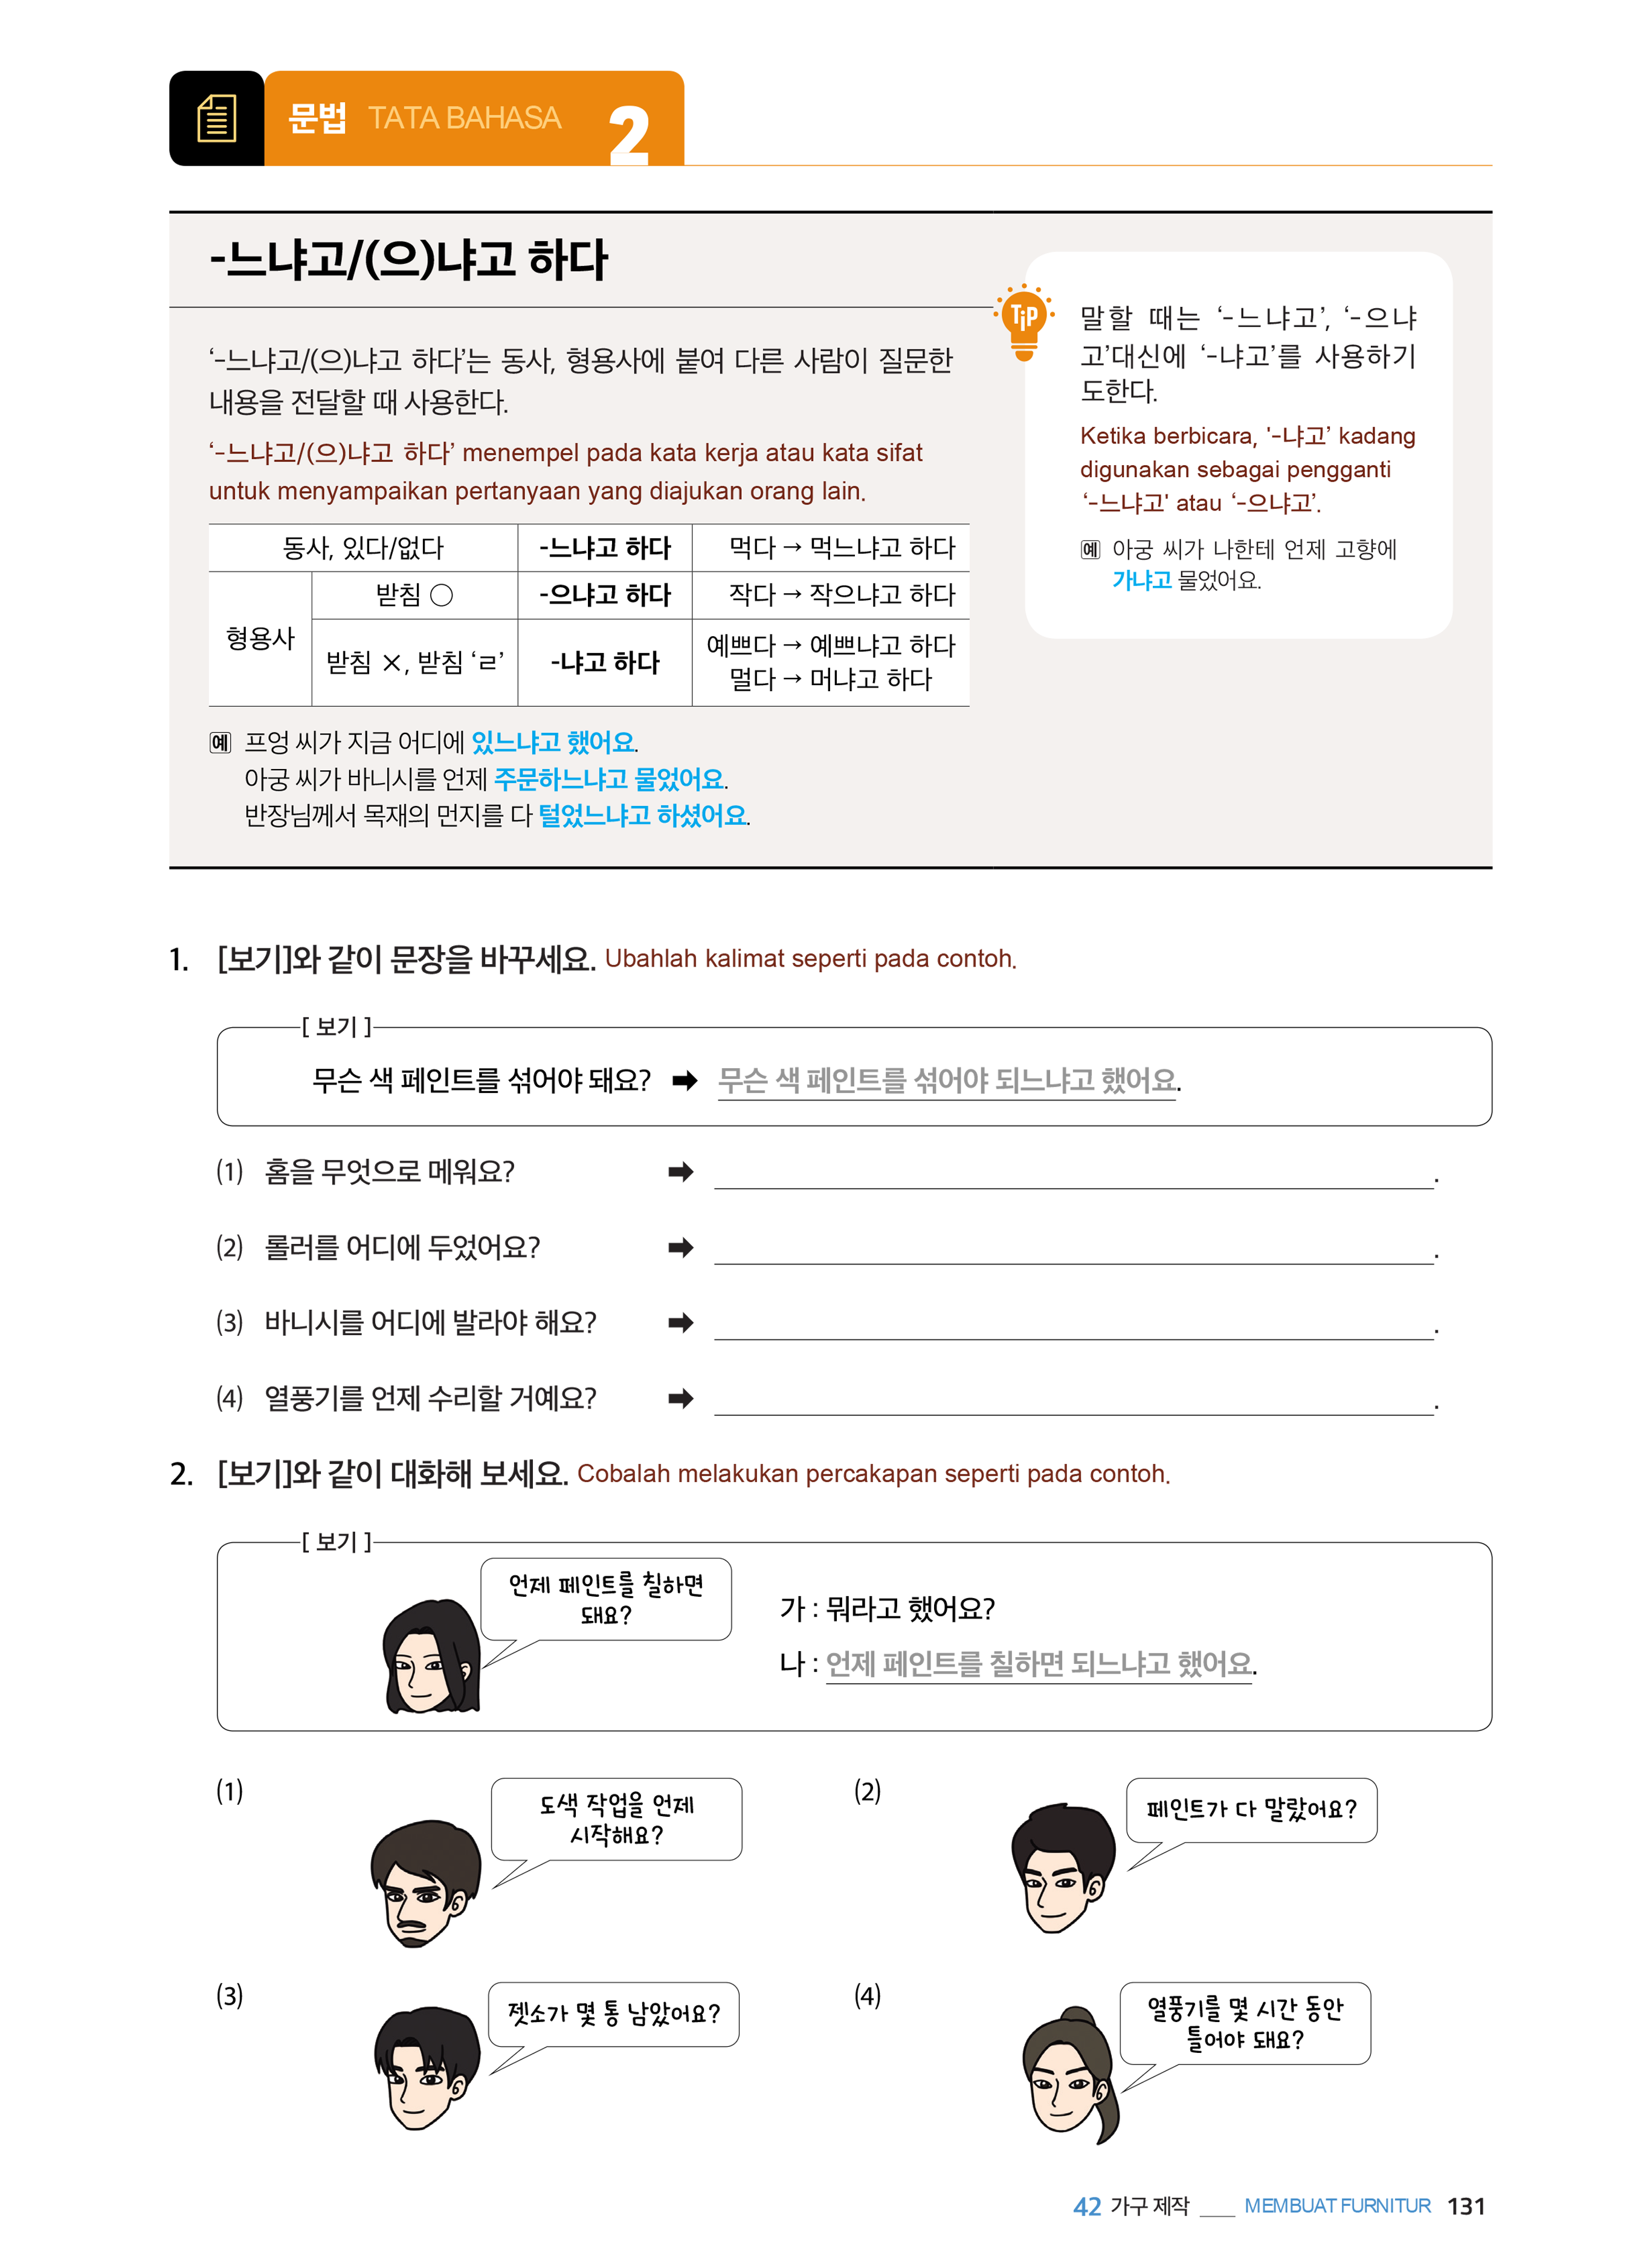 문법 TATA BAHASA 2
-느냐고/(으)냐고 하다
‘-느냐고/(으)냐고 하다’는 동사, 형용사에 붙여 다른 사람이 질문한
내용을 전달할 때 사용한다.
‘-느냐고/(으)냐고 하다’ menempel pada kata kerja atau kata sifat
untuk menyampaikan pertanyaan yang diajukan orang lain.
동사, 있다/없다 -느냐고 하다 먹다 → 먹느냐고 하다
형용사
받침 ○ -으냐고 하다 작다 → 작으냐고 하다
받침 ×, 받침 ‘ㄹ’ -냐고 하다 예쁘다 → 예쁘냐고 하다
멀다 → 머냐고 하다
예 프엉 씨가 지금 어디에 있느냐고 했어요.
아궁 씨가 바니시를 언제 주문하느냐고 물었어요.
반장님께서 목재의 먼지를 다 털었느냐고 하셨어요.
Tip
말할 때는 ‘-느냐고’, ‘-으냐
고’대신에 ‘-냐고’를 사용하기
도한다.
Ketika berbicara, '-냐고’ kadang
digunakan sebagai pengganti
‘-느냐고' atau ‘-으냐고’.
예 아궁 씨가 나한테 언제 고향에
가냐고 물었어요.
1. [보기]와 같이 문장을 바꾸세요. Ubahlah kalimat seperti pada contoh.
[ 보기 ]
무슨 색 페인트를 섞어야 돼요? ➡ 무슨 색 페인트를 섞어야 되느냐고 했어요.
(1) 홈을 무엇으로 메워요? ➡ .
(2) 롤러를 어디에 두었어요? ➡ .
(3) 바니시를 어디에 발라야 해요? ➡ .
(4) 열풍기를 언제 수리할 거예요? ➡ .
2. [보기]와 같이 대화해 보세요. Cobalah melakukan percakapan seperti pada contoh.
[ 보기 ]
언제 페인트를 칠하면
돼요?
가 : 뭐라고 했어요?
나 : 언제 페인트를 칠하면 되느냐고 했어요.
(1)
도색 작업을 언제
시작해요?
(2)
페인트가 다 말랐어요?
(3)
젯소가 몇 통 남았어요?
(4)
열풍기를 몇 시간 동안
틀어야 돼요?
42 가구 제작 ___ MEMBUAT FURNITUR 131